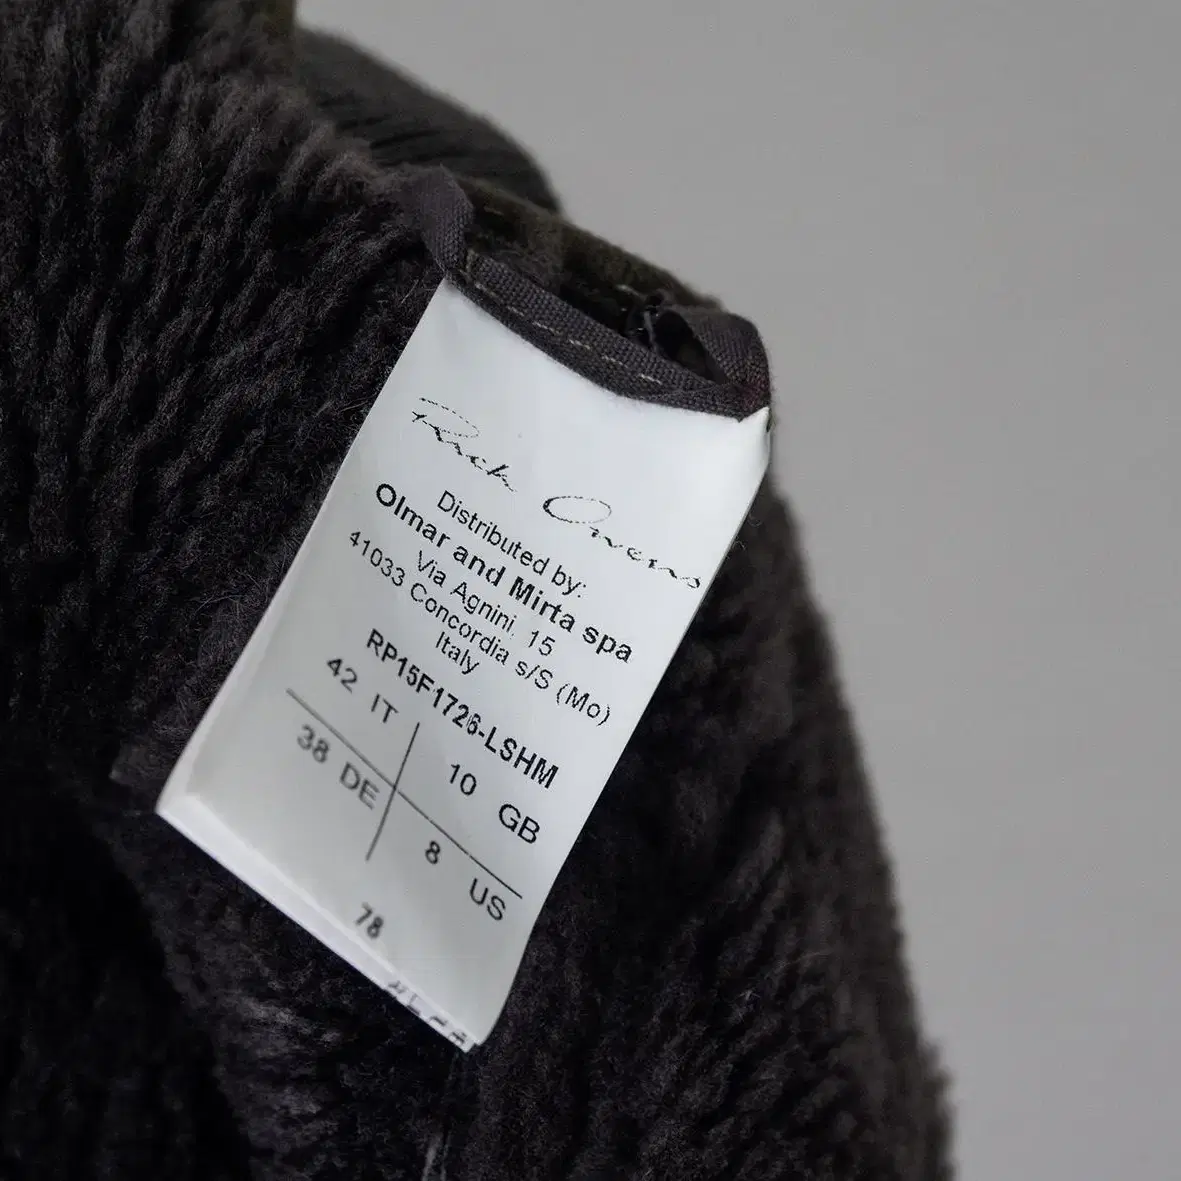 Rick Owens
Distributed by:
Olmar and Mirta spa
Via Agnini, 15
41033 Concordia s/S (Mo)
Italy
RP15F1726-LSHM
42 IT 10 GB
38 DE 8 US
78